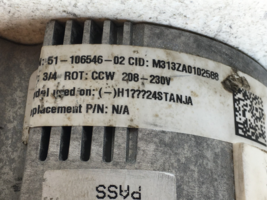 : 51-106546-02 CID: M313ZA0102588
: 3/4 ROT: CCW 208-230V
del used on: (-)H1???24STANJA
placement P/N: N/A
PASS